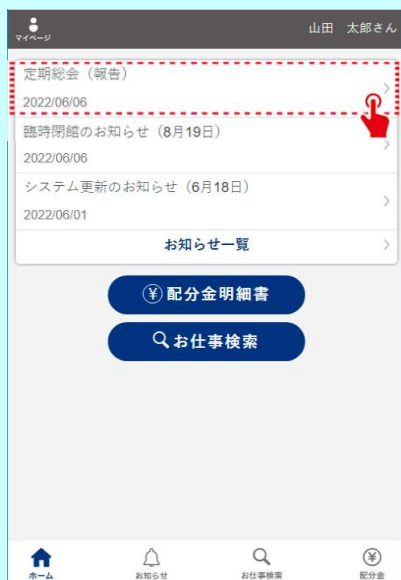 マイページ
山田　太郎さん
定期総会（報告）
2022/06/06
臨時閉館のお知らせ（8月19日）
2022/06/06
システム更新のお知らせ（6月18日）
2022/06/01
お知らせ一覧
配分金明細書
お仕事検索
ホーム
お知らせ
お仕事検索
配分金